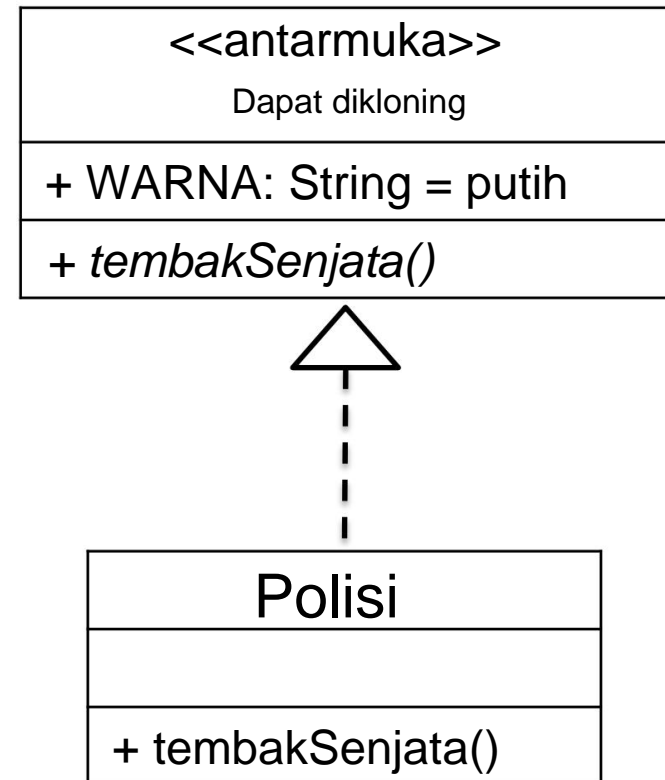 <<antarmuka>>
Dapat dikloning
+ WARNA: String = putih
+ tembakSenjata()
Polisi
+ tembakSenjata()